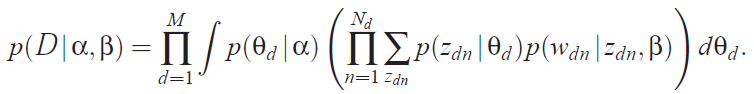 p(D|α,β) = ∏_{d=1}^{M} ∫ p(θ_d|α) ( ∏_{n=1}^{N_d} ∑_{z_{dn}} p(z_{dn}|θ_d) p(w_{dn}|z_{dn},β) ) dθ_d.